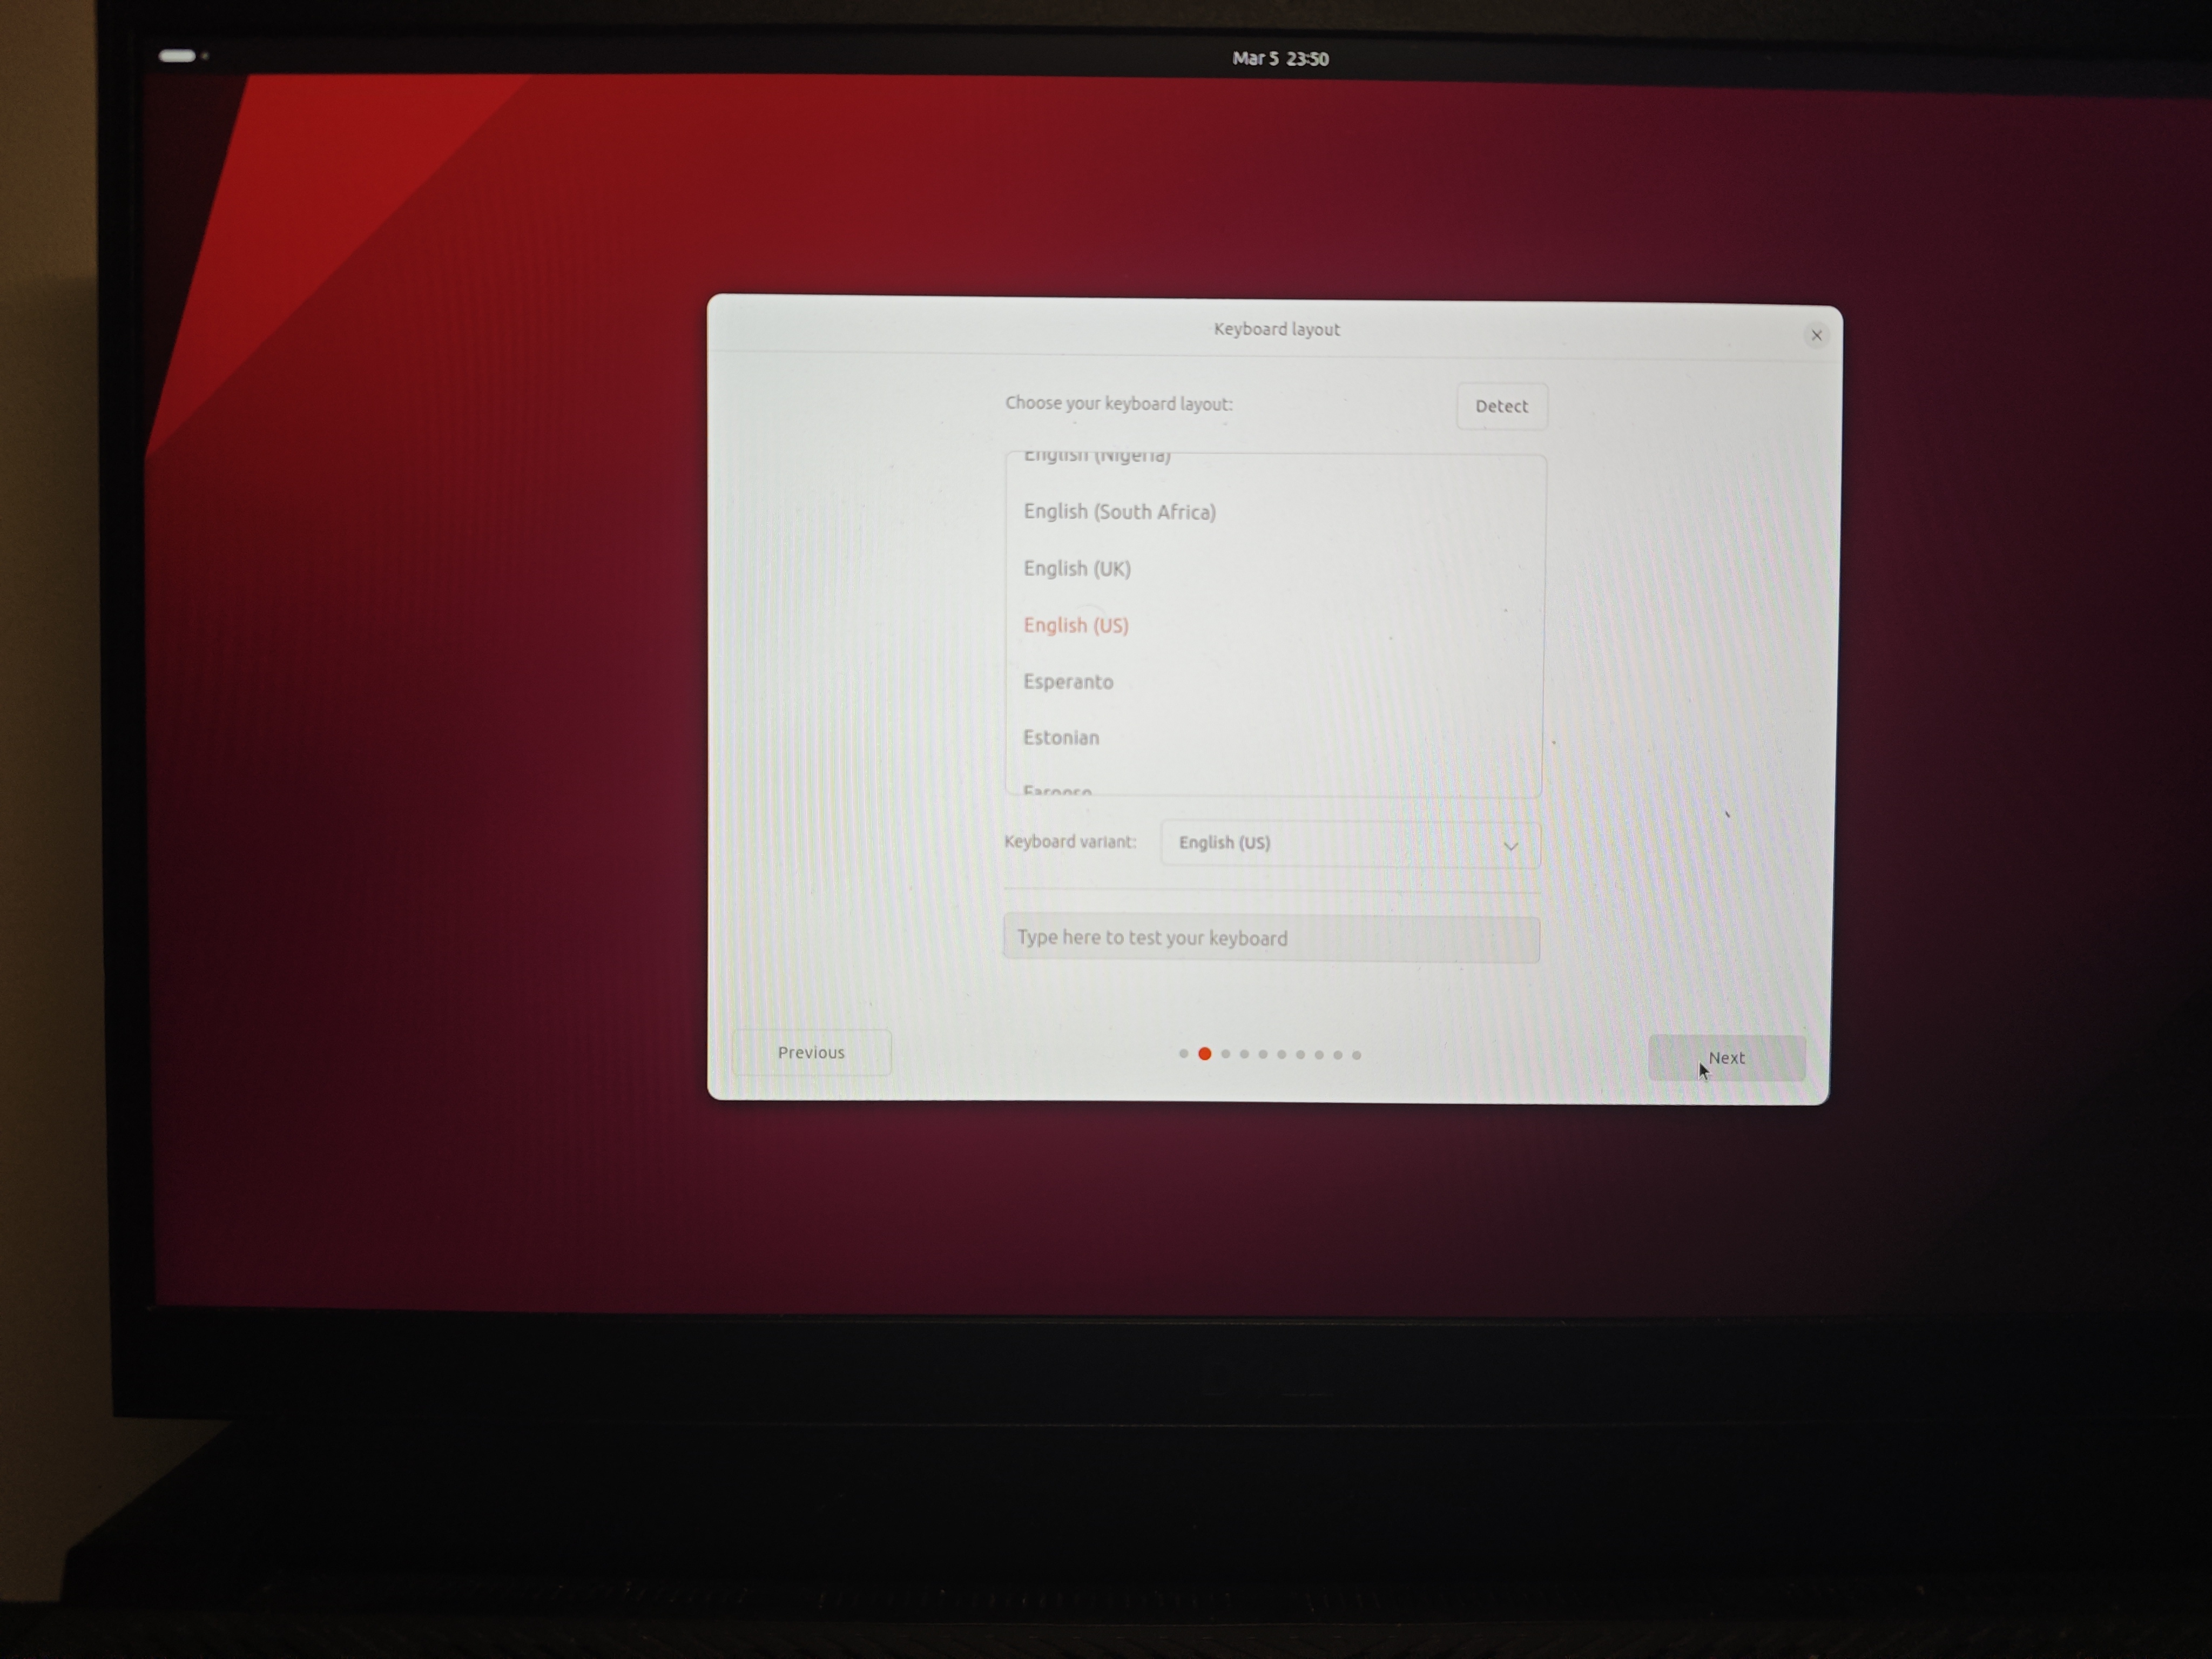 Mar 5 23:50
Keyboard layout
Choose your keyboard layout:
Detect
English (Nigeria)
English (South Africa)
English (UK)
English (US)
Esperanto
Estonian
Faroese
Keyboard variant:
English (US)
Type here to test your keyboard
Previous
Next